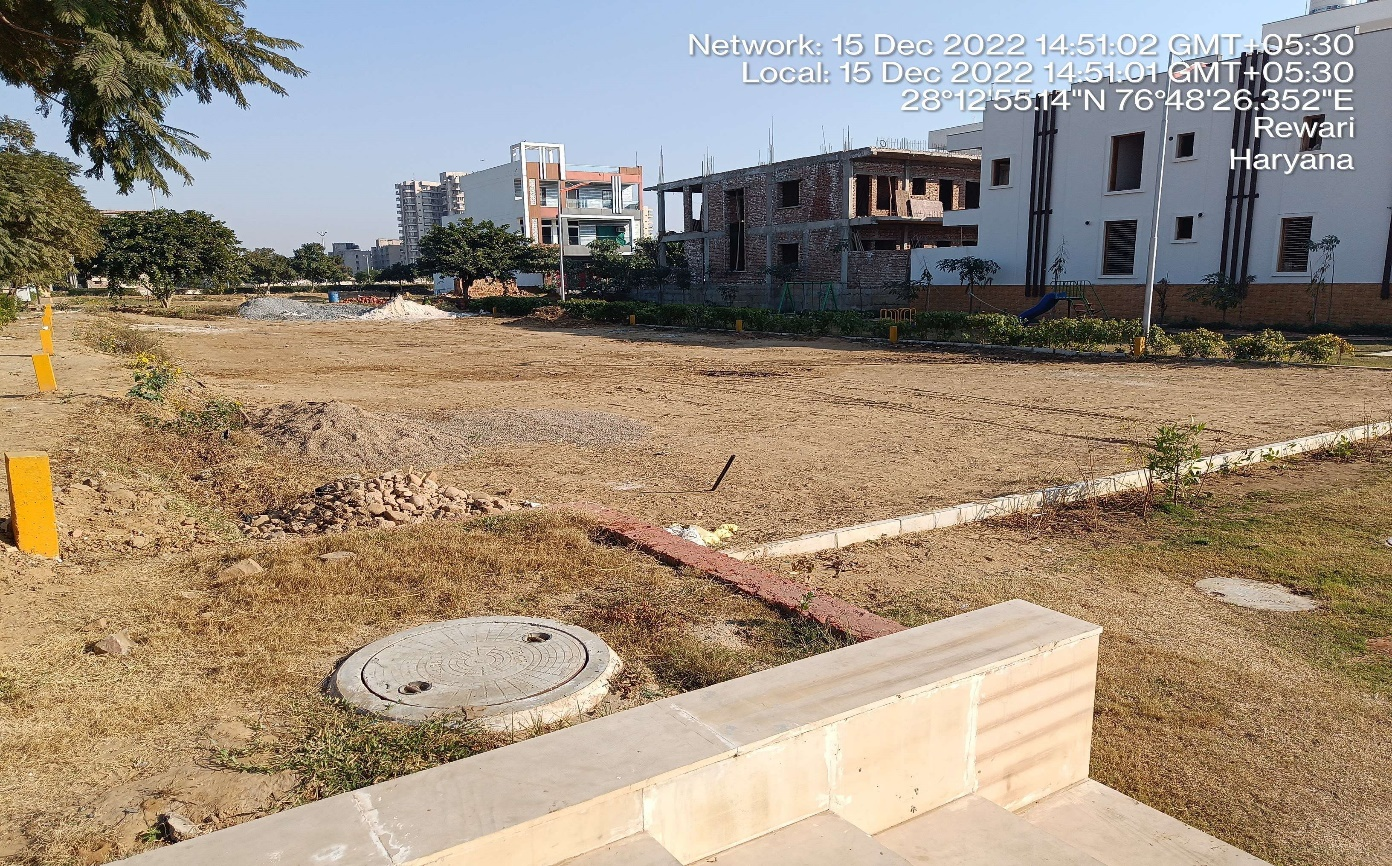 Network: 15 Dec 2022 14:51:02 GMT+05:30
Local: 15 Dec 2022 14:51:01 GMT+05:30
28°12'55.14"N 76°48'26.352"E
Rewari
Haryana